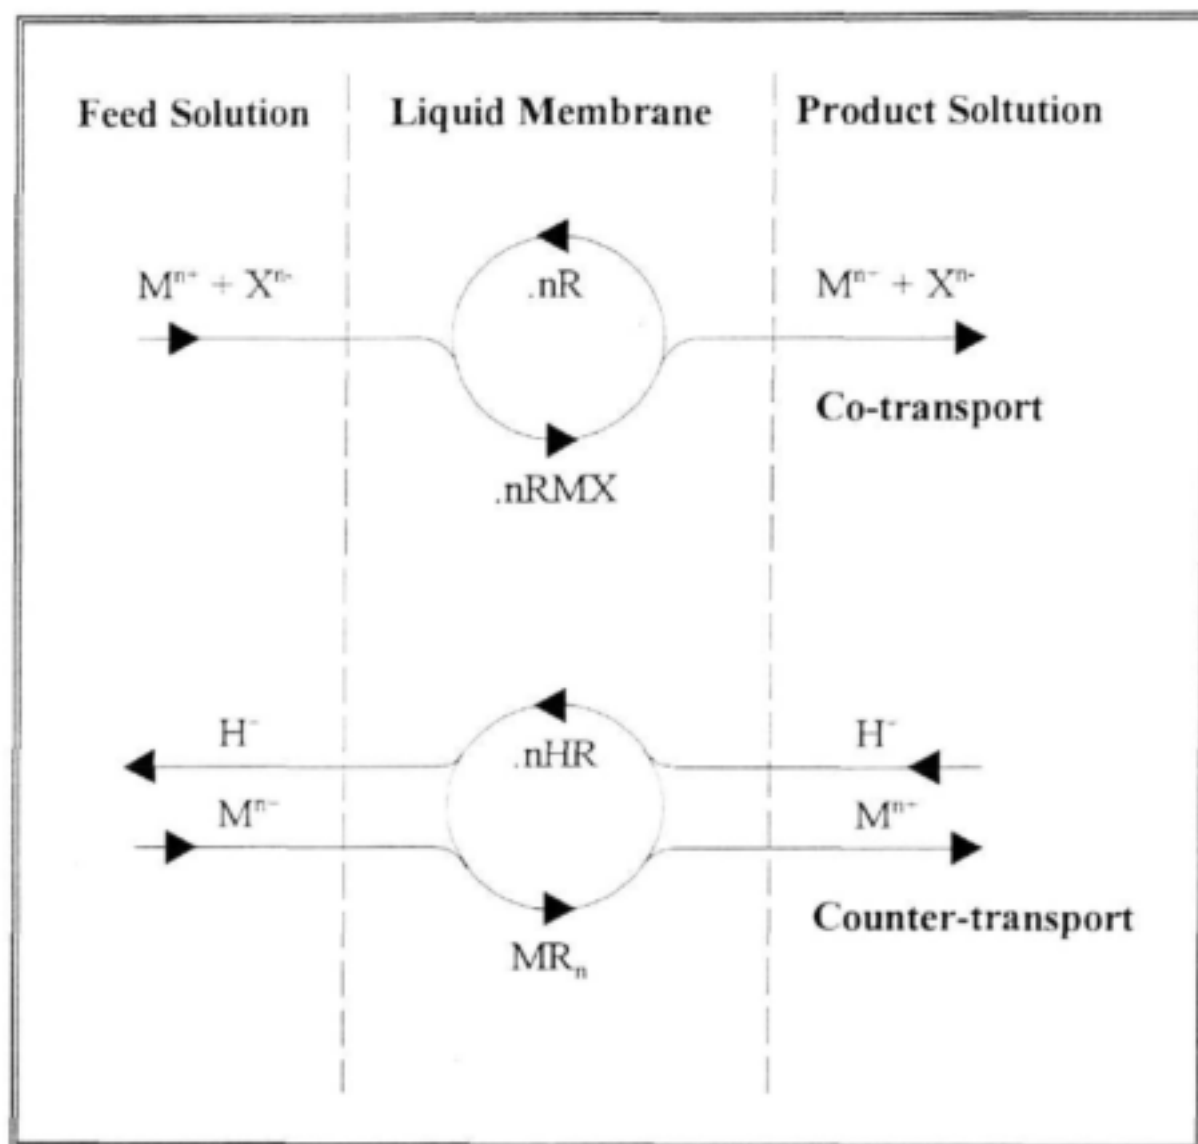 Feed Solution
Liquid Membrane
Product Soltution
Mⁿ⁺ + Xⁿ⁻
.nR
Mⁿ⁻ + Xⁿ⁻
Co-transport
.nRMX
H⁻
.nHR
H⁻
Mⁿ⁻
Mⁿ⁺
Counter-transport
MRₙ